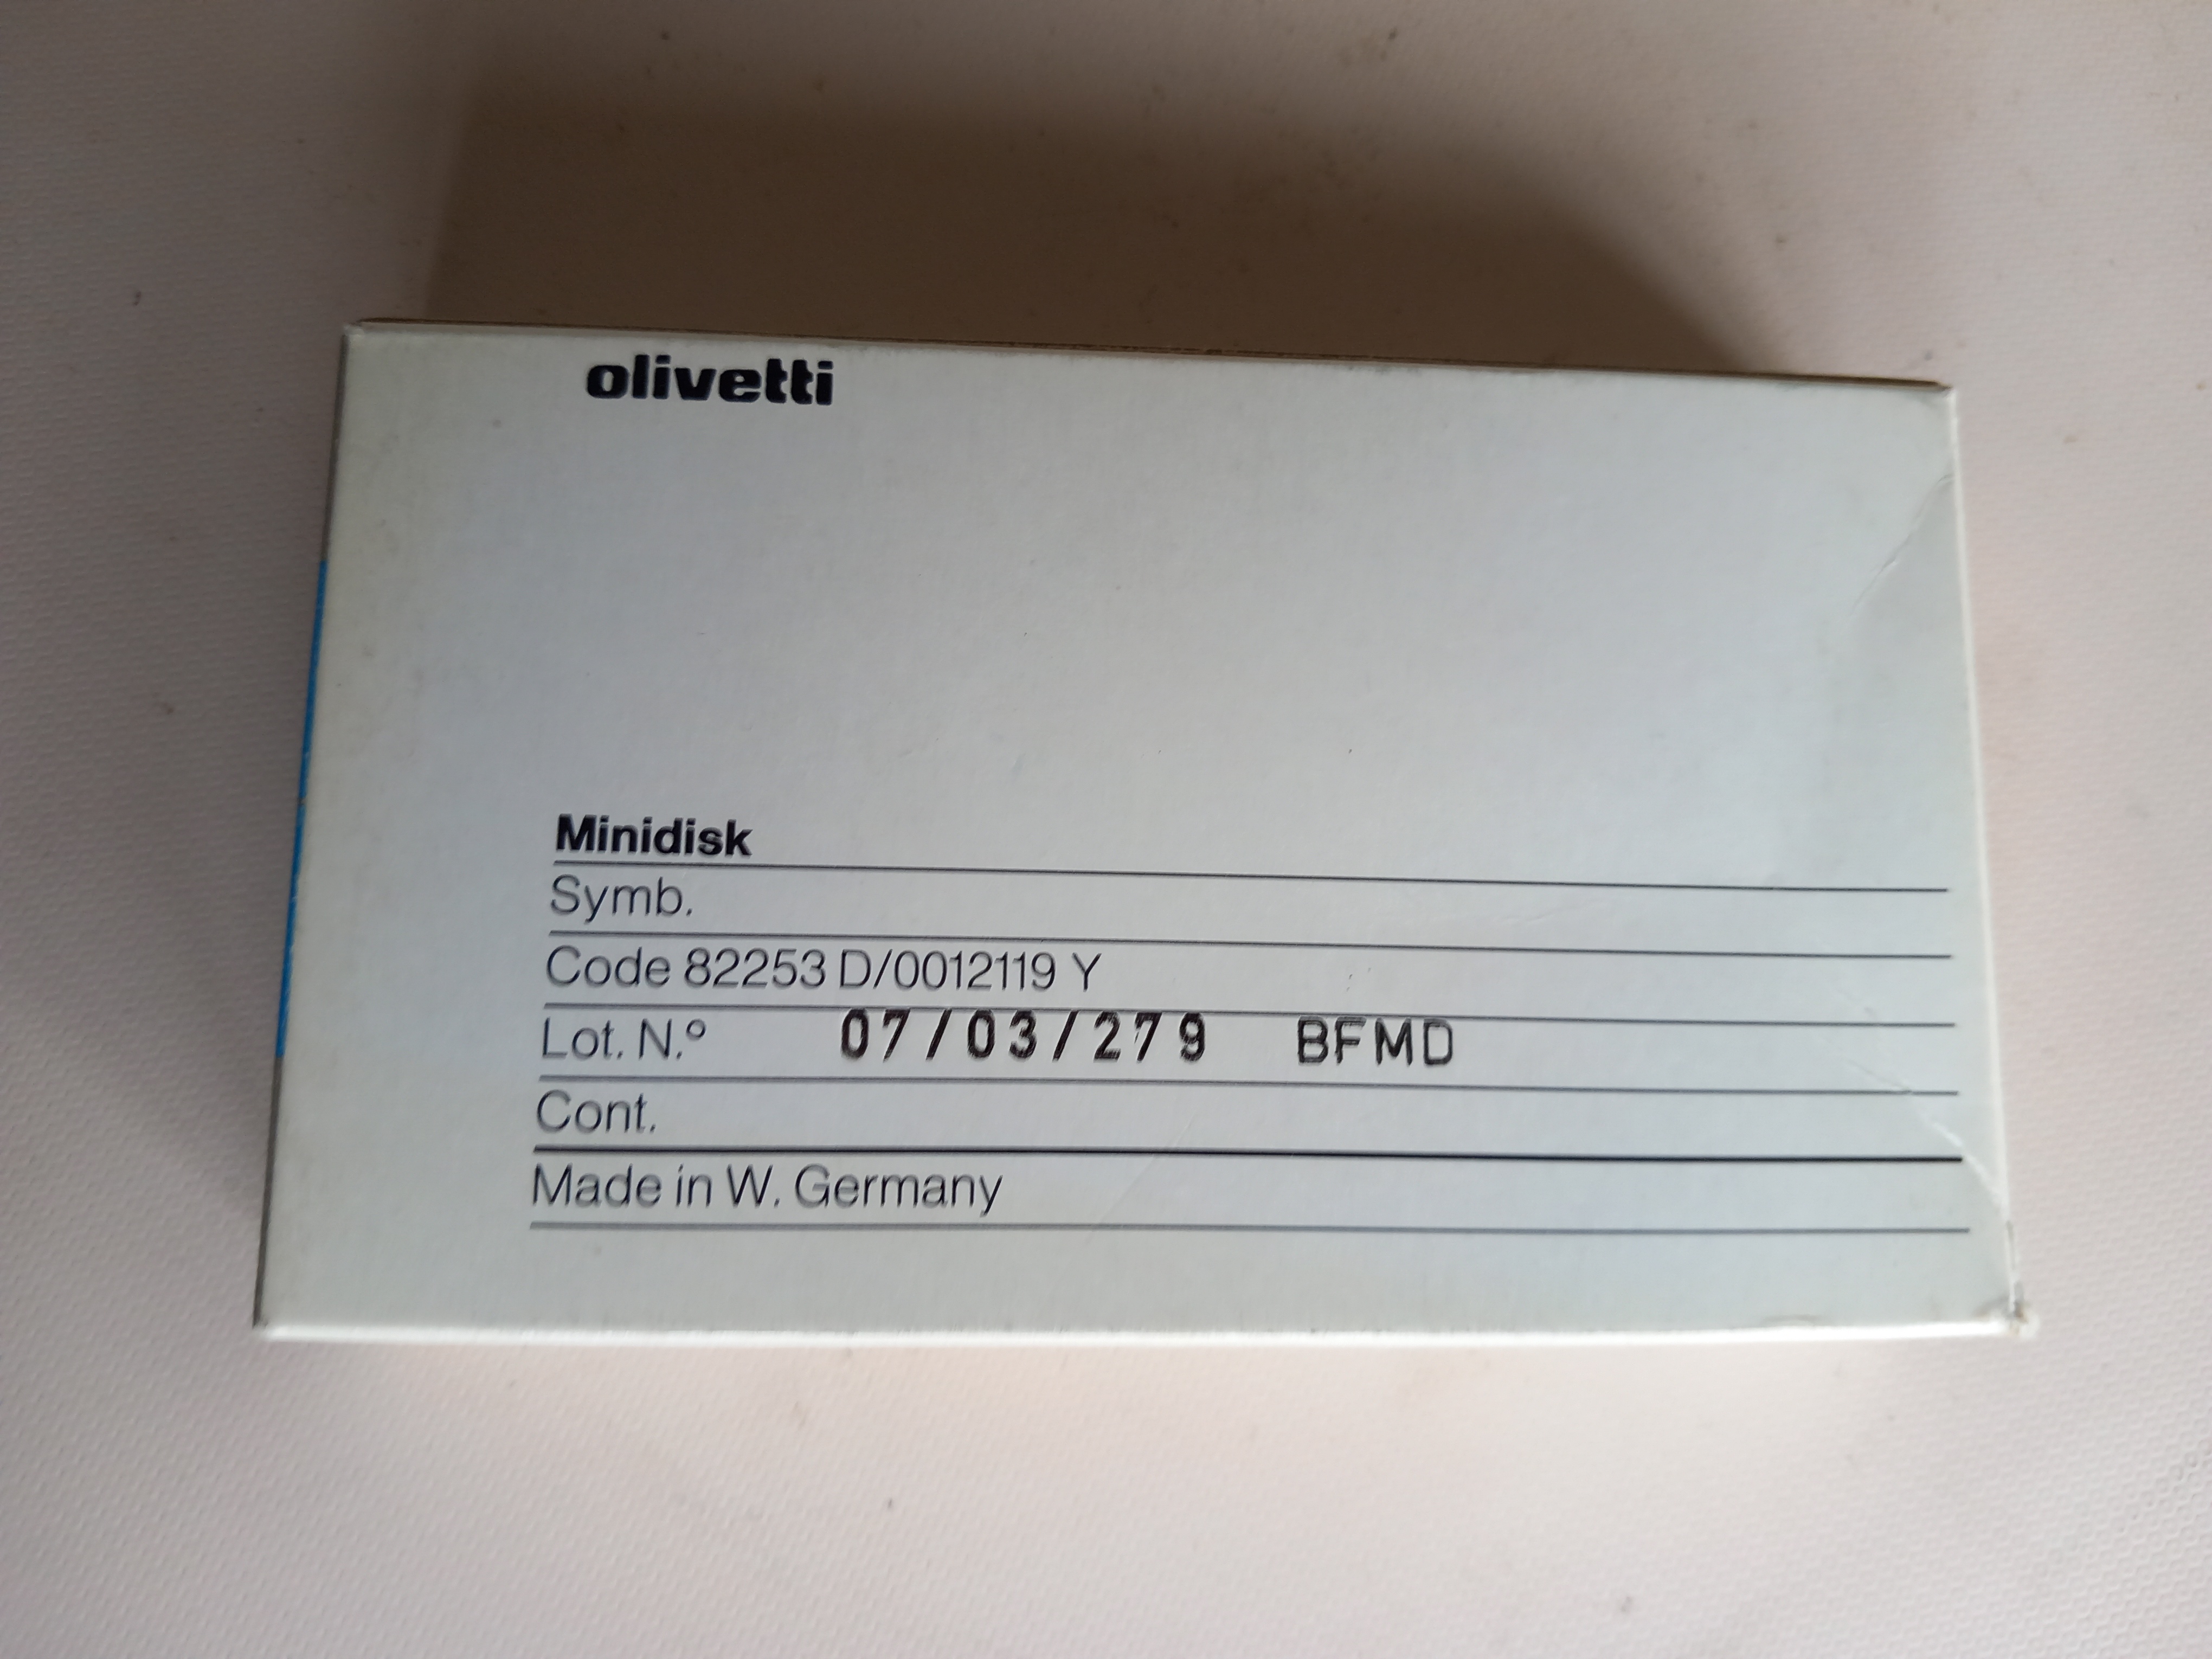 olivetti
Minidisk
Symb.
Code 82253 D/0012119 Y
Lot. N.º 07/03/279 BFMD
Cont.
Made in W. Germany